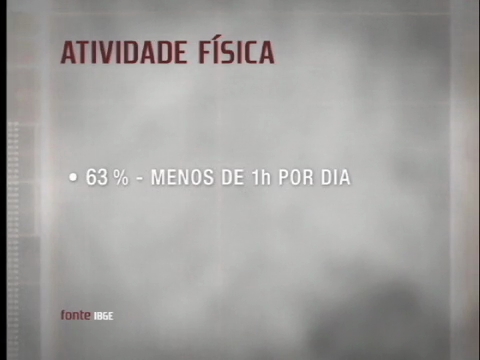 ATIVIDADE FÍSICA
• 63 % - MENOS DE 1h POR DIA
fonte IBGE